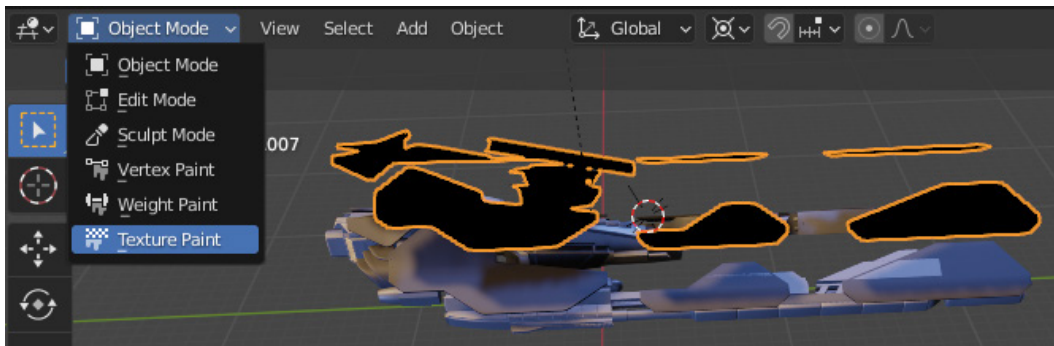 Object Mode View Select Add Object Global
Object Mode
Edit Mode
.007
Sculpt Mode
Vertex Paint
Weight Paint
Texture Paint